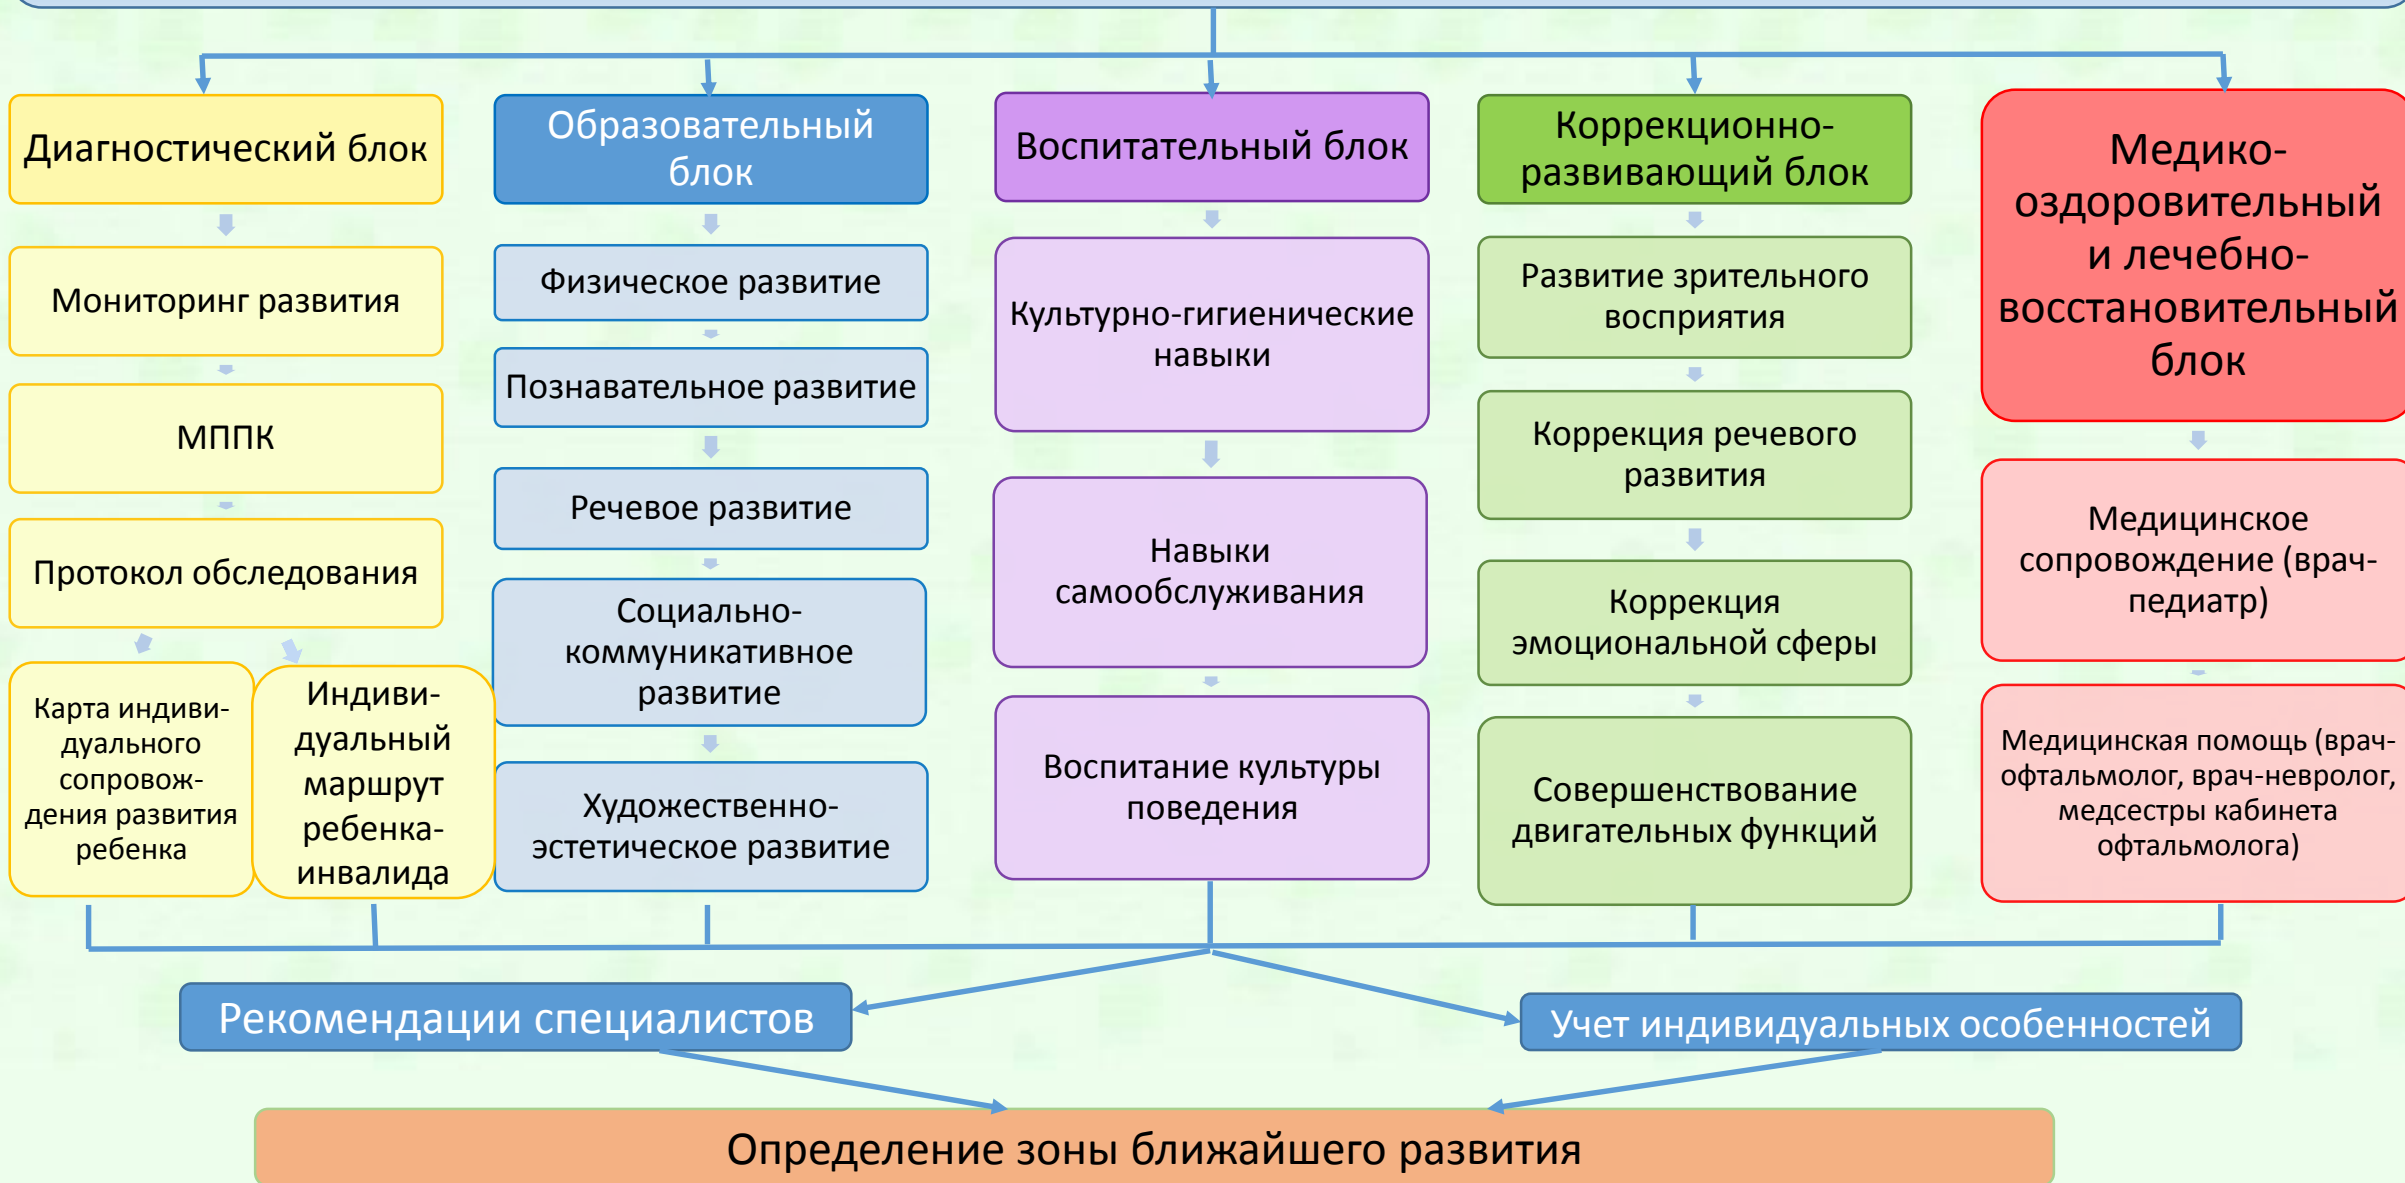 Диагностический блок
Мониторинг развития
МППК
Протокол обследования
Карта индиви-
дуального
сопровож-
дения развития
ребенка
Индиви-
дуальный
маршрут
ребенка-
инвалида
Образовательный
блок
Физическое развитие
Познавательное развитие
Речевое развитие
Социально-
коммуникативное
развитие
Художественно-
эстетическое развитие
Воспитательный блок
Культурно-гигиенические
навыки
Навыки
самообслуживания
Воспитание культуры
поведения
Коррекционно-
развивающий блок
Развитие зрительного
восприятия
Коррекция речевого
развития
Коррекция
эмоциональной сферы
Совершенствование
двигательных функций
Медико-
оздоровительный
и лечебно-
восстановительный
блок
Медицинское
сопровождение (врач-
педиатр)
Медицинская помощь (врач-
офтальмолог, врач-невролог,
медсестры кабинета
офтальмолога)
Рекомендации специалистов
Учет индивидуальных особенностей
Определение зоны ближайшего развития